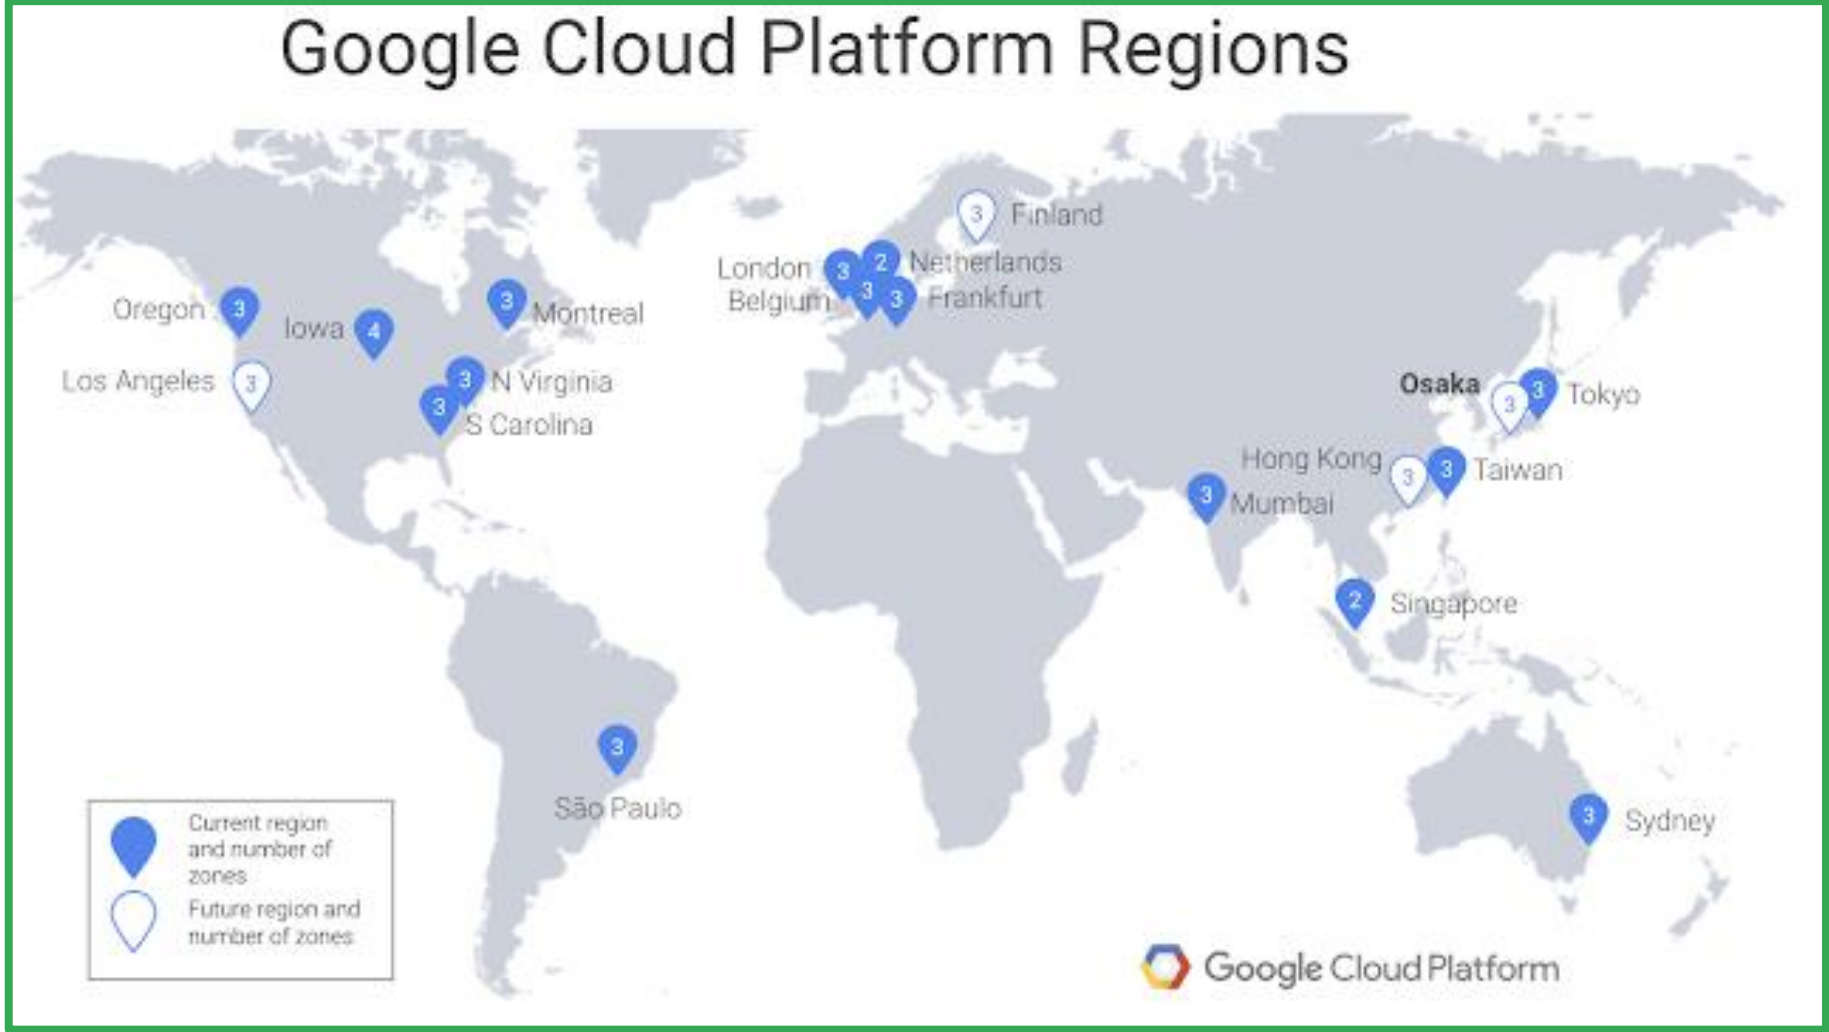 Google Cloud Platform Regions
3 Finland
London 3 2 Netherlands
Belgium 3 3 Frankfurt
Oregon 3
Iowa 4
3 Montreal
Los Angeles 3
3 N Virginia
3 S Carolina
Osaka 3
3 Tokyo
Hong Kong 3
3 Taiwan
3 Mumbai
2 Singapore
3
São Paulo
3 Sydney
Current region
and number of
zones
Future region and
number of zones
Google Cloud Platform